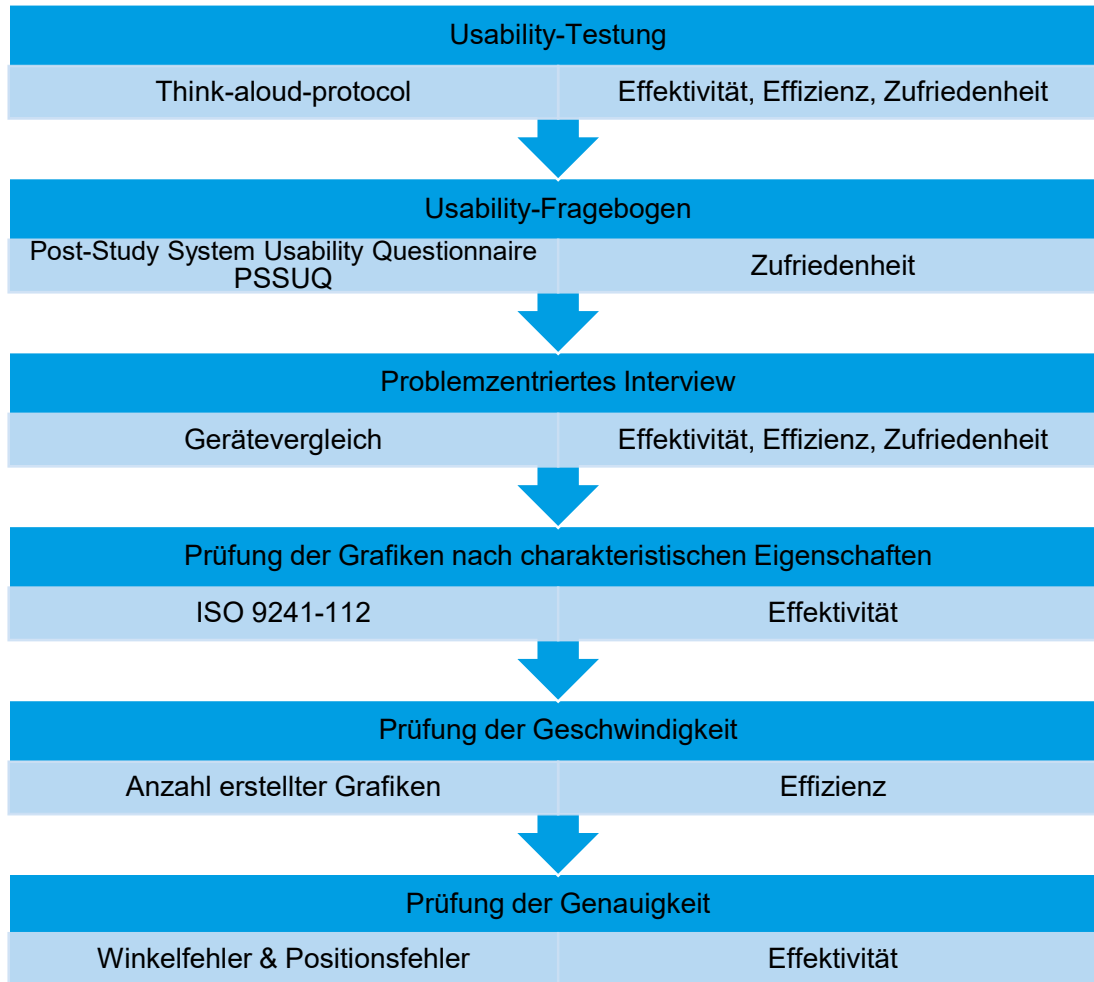 Usability-Testung
Think-aloud-protocol
Effektivität, Effizienz, Zufriedenheit
Usability-Fragebogen
Post-Study System Usability Questionnaire
PSSUQ
Zufriedenheit
Problemzentriertes Interview
Gerätevergleich
Effektivität, Effizienz, Zufriedenheit
Prüfung der Grafiken nach charakteristischen Eigenschaften
ISO 9241-112
Effektivität
Prüfung der Geschwindigkeit
Anzahl erstellter Grafiken
Effizienz
Prüfung der Genauigkeit
Winkelfehler & Positionsfehler
Effektivität